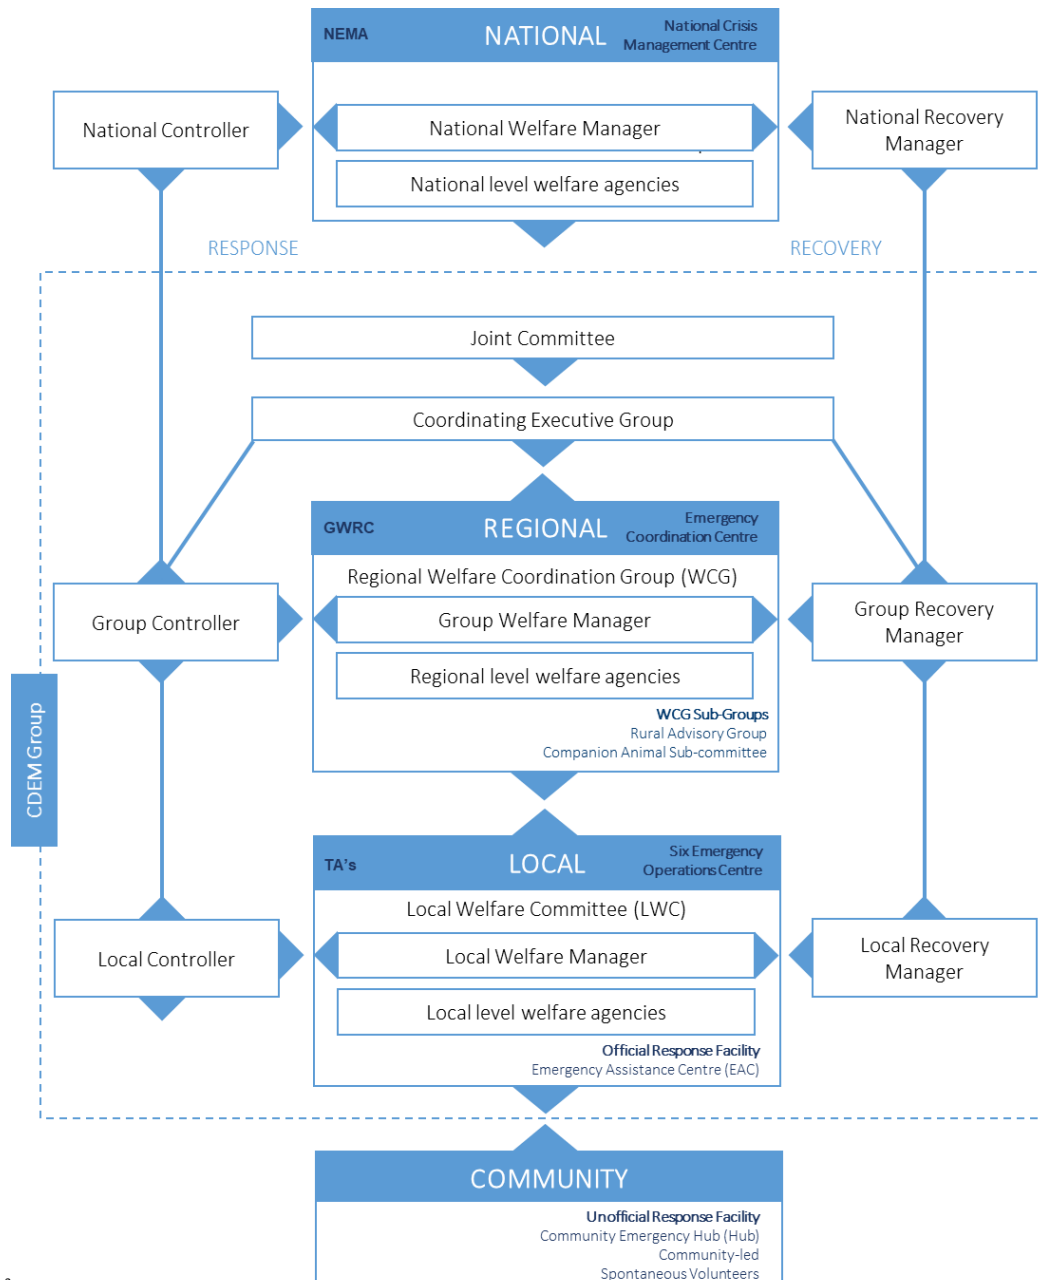 NEMA
NATIONAL
National Crisis
Management Centre
National Controller
National Welfare Manager
National level welfare agencies
National Recovery
Manager
RESPONSE
RECOVERY
Joint Committee
Coordinating Executive Group
GWRC
REGIONAL
Emergency
Coordination Centre
Regional Welfare Coordination Group (WCG)
Group Controller
Group Welfare Manager
Regional level welfare agencies
Group Recovery
Manager
WCG Sub-Groups
Rural Advisory Group
Companion Animal Sub-committee
CDEM Group
TA's
LOCAL
Six Emergency
Operations Centre
Local Welfare Committee (LWC)
Local Controller
Local Welfare Manager
Local level welfare agencies
Local Recovery
Manager
Official Response Facility
Emergency Assistance Centre (EAC)
COMMUNITY
Unofficial Response Facility
Community Emergency Hub (Hub)
Community-led
Spontaneous Volunteers